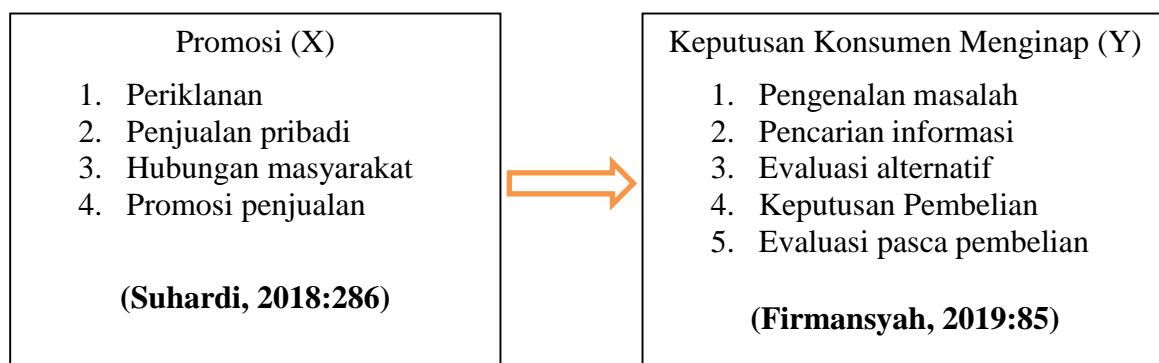 Promosi (X)
1. Periklanan
2. Penjualan pribadi
3. Hubungan masyarakat
4. Promosi penjualan
(Suhardi, 2018:286)
Keputusan Konsumen Menginap (Y)
1. Pengenalan masalah
2. Pencarian informasi
3. Evaluasi alternatif
4. Keputusan Pembelian
5. Evaluasi pasca pembelian
(Firmansyah, 2019:85)